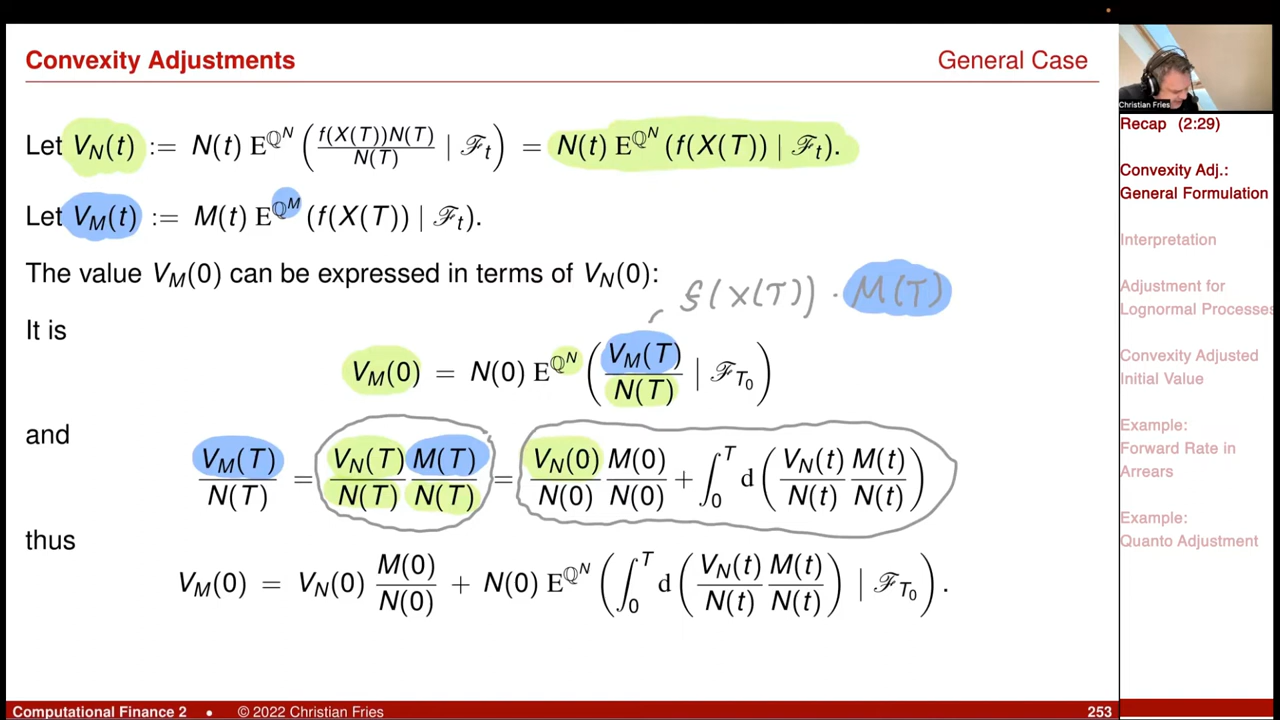 Convexity Adjustments
General Case
Let V_N(t) := N(t) E^{ℚ^N} ( f(X(T))N(T) / N(T) | ℱ_t ) = N(t) E^{ℚ^N} (f(X(T)) | ℱ_t).
Let V_M(t) := M(t) E^{ℚ^M} (f(X(T)) | ℱ_t).
The value V_M(0) can be expressed in terms of V_N(0):
f(X(T)) · M(T)
It is
V_M(0) = N(0) E^{ℚ^N} ( V_M(T) / N(T) | ℱ_{T_0} )
and
V_M(T) / N(T) = V_N(T) / N(T) M(T) / N(T) = V_N(0) / N(0) M(0) / N(0) + ∫_0^T d ( V_N(t) / N(t) M(t) / N(t) )
thus
V_M(0) = V_N(0) M(0) / N(0) + N(0) E^{ℚ^N} ( ∫_0^T d ( V_N(t) / N(t) M(t) / N(t) ) | ℱ_{T_0} ).
Computational Finance 2 • © 2022 Christian Fries
253
Christian Fries
Recap (2:29)
Convexity Adj.:
General Formulation
Interpretation
Adjustment for
Lognormal Processes
Convexity Adjusted
Initial Value
Example:
Forward Rate in
Arrears
Example:
Quanto Adjustment